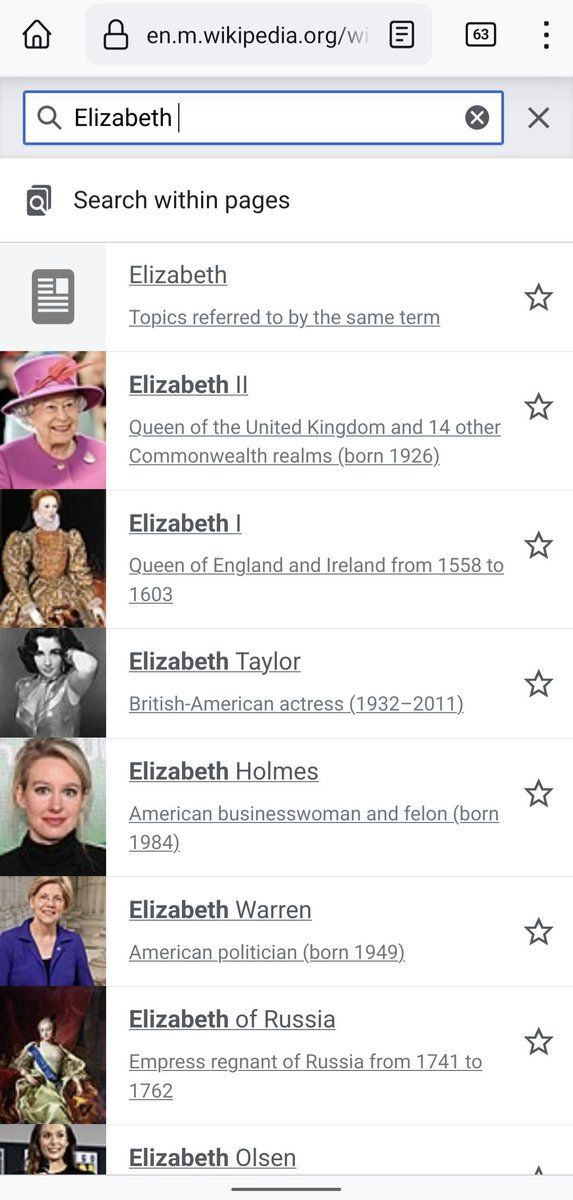 en.m.wikipedia.org/wi
63
Elizabeth
Search within pages
Elizabeth
Topics referred to by the same term
Elizabeth II
Queen of the United Kingdom and 14 other
Commonwealth realms (born 1926)
Elizabeth I
Queen of England and Ireland from 1558 to
1603
Elizabeth Taylor
British-American actress (1932–2011)
Elizabeth Holmes
American businesswoman and felon (born
1984)
Elizabeth Warren
American politician (born 1949)
Elizabeth of Russia
Empress regnant of Russia from 1741 to
1762
Elizabeth Olsen